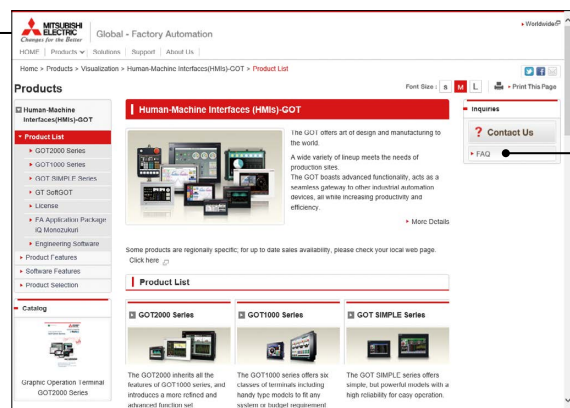 MITSUBISHI
ELECTRIC
Changes for the Better
Global - Factory Automation
Worldwide
HOME | Products | Solutions | Support | About Us
Home > Products > Visualization > Human-Machine Interfaces(HMIs)-GOT > Product List
Products
Font Size : S M L Print This Page
Human-Machine
Interfaces(HMIs)-GOT
Product List
GOT2000 Series
GOT1000 Series
GOT SIMPLE Series
GT SoftGOT
License
FA Application Package
iQ Monozukuri
Engineering Software
Product Features
Software Features
Product Selection
Catalog
Graphic Operation Terminal
GOT2000 Series
Human-Machine Interfaces (HMIs)-GOT
The GOT offers art of design and manufacturing to
the world.
A wide variety of lineup meets the needs of
production sites.
The GOT boasts advanced functionality, acts as a
seamless gateway to other industrial automation
devices, all while increasing productivity and
efficiency.
More Details
Some products are regionally specific; for up to date sales availability, please check your local web page.
Click here
Product List
GOT2000 Series
The GOT2000 inherits all the
features of GOT1000 series, and
introduces a more refined and
advanced function set
GOT1000 Series
The GOT1000 series offers six
classes of terminals including
handy type models to fit any
system or budget requirement
GOT SIMPLE Series
The GOT SIMPLE series offers
simple, but powerful models with a
high reliability for easy operation.
Inquiries
? Contact Us
FAQ